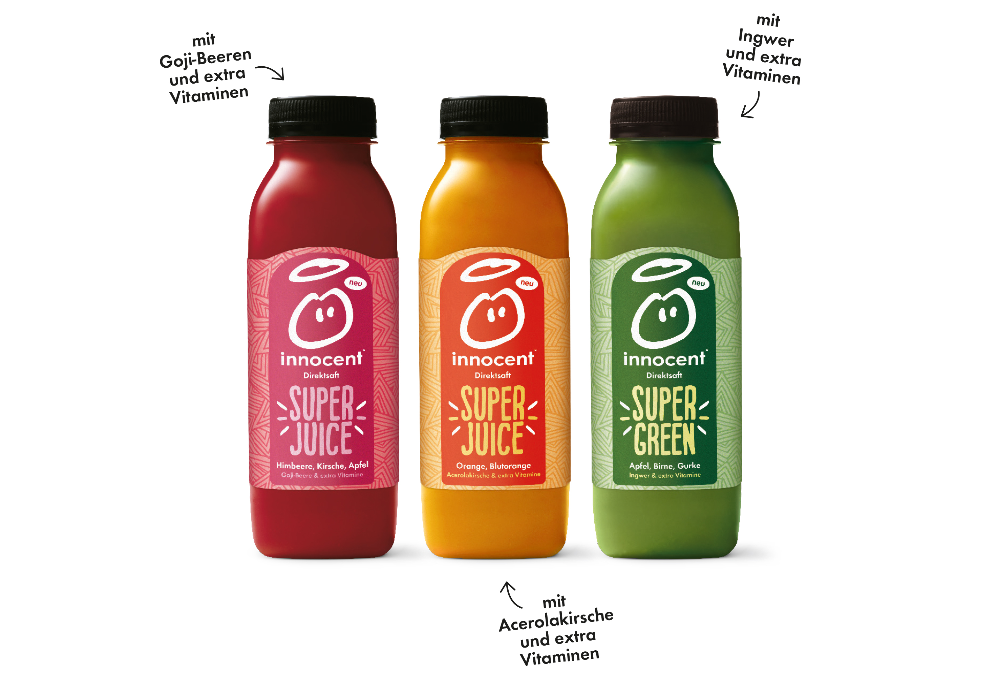 mit
Goji-Beeren
und extra
Vitaminen
mit
Ingwer
und extra
Vitaminen
neu
innocent
Direktsaft
SUPER
JUICE
Himbeere, Kirsche, Apfel
Goji-Beere & extra Vitamine
neu
innocent
Direktsaft
SUPER
JUICE
Orange, Blutorange
Acerolakirsche & extra Vitamine
neu
innocent
Direktsaft
SUPER
GREEN
Apfel, Birne, Gurke
Ingwer & extra Vitamine
mit
Acerolakirsche
und extra
Vitaminen